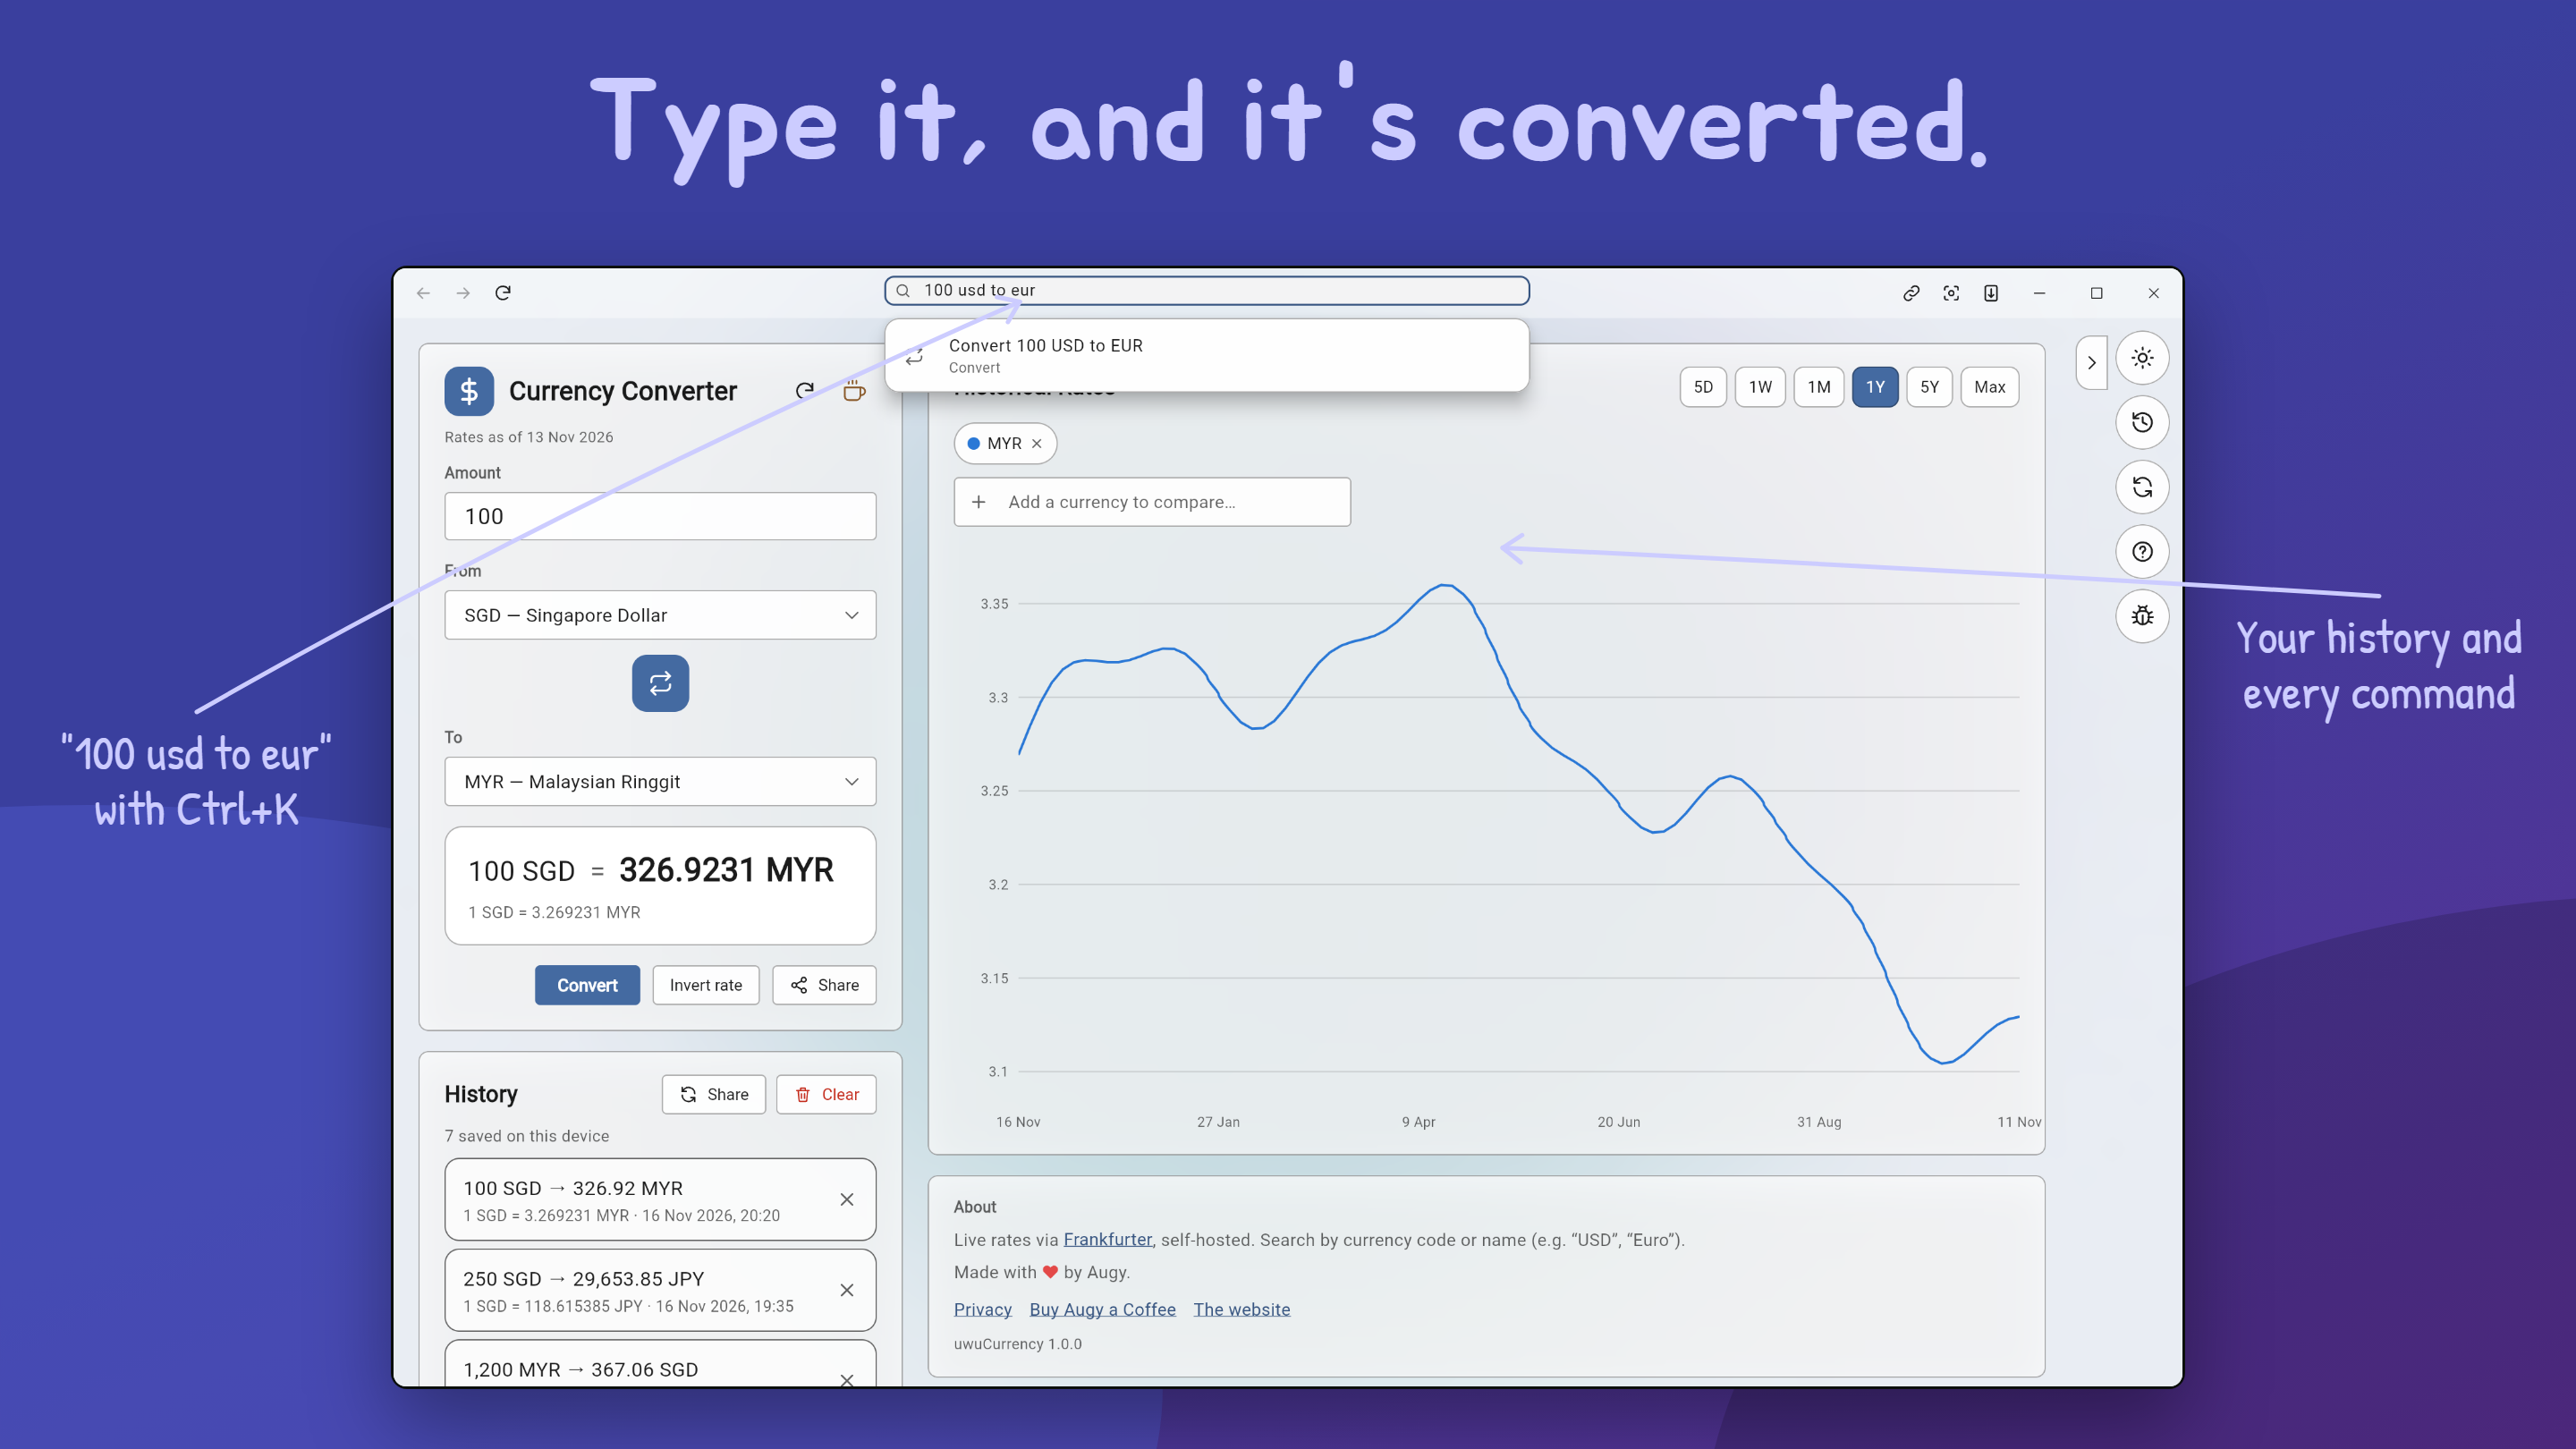 Type it, and it's converted.
100 usd to eur
Convert 100 USD to EUR
Convert
Currency Converter
Rates as of 13 Nov 2026
Amount
100
From
SGD — Singapore Dollar
To
MYR — Malaysian Ringgit
100 SGD = 326.9231 MYR
1 SGD = 3.269231 MYR
Convert
Invert rate
Share
History
Share
Clear
7 saved on this device
100 SGD → 326.92 MYR
1 SGD = 3.269231 MYR · 16 Nov 2026, 20:20
250 SGD → 29,653.85 JPY
1 SGD = 118.615385 JPY · 16 Nov 2026, 19:35
1,200 MYR → 367.06 SGD
Historical Rates
5D
1W
1M
1Y
5Y
Max
MYR
Add a currency to compare…
3.35
3.3
3.25
3.2
3.15
3.1
16 Nov
27 Jan
9 Apr
20 Jun
31 Aug
11 Nov
About
Live rates via Frankfurter, self-hosted. Search by currency code or name (e.g. “USD”, “Euro”).
Made with ❤ by Augy.
Privacy
Buy Augy a Coffee
The website
uwuCurrency 1.0.0
"100 usd to eur"
with Ctrl+K
Your history and
every command